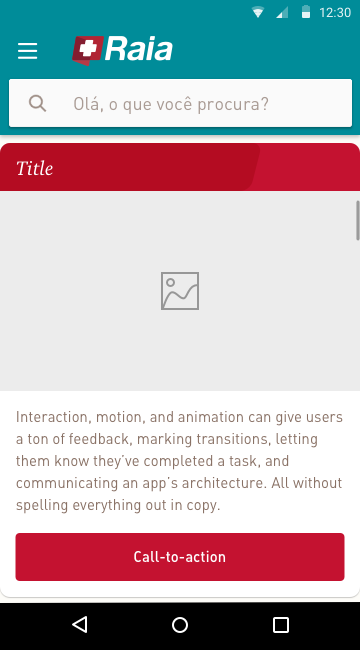 12:30
Raia
Olá, o que você procura?
Title
Interaction, motion, and animation can give users
a ton of feedback, marking transitions, letting
them know they've completed a task, and
communicating an app's architecture. All without
spelling everything out in copy.
Call-to-action